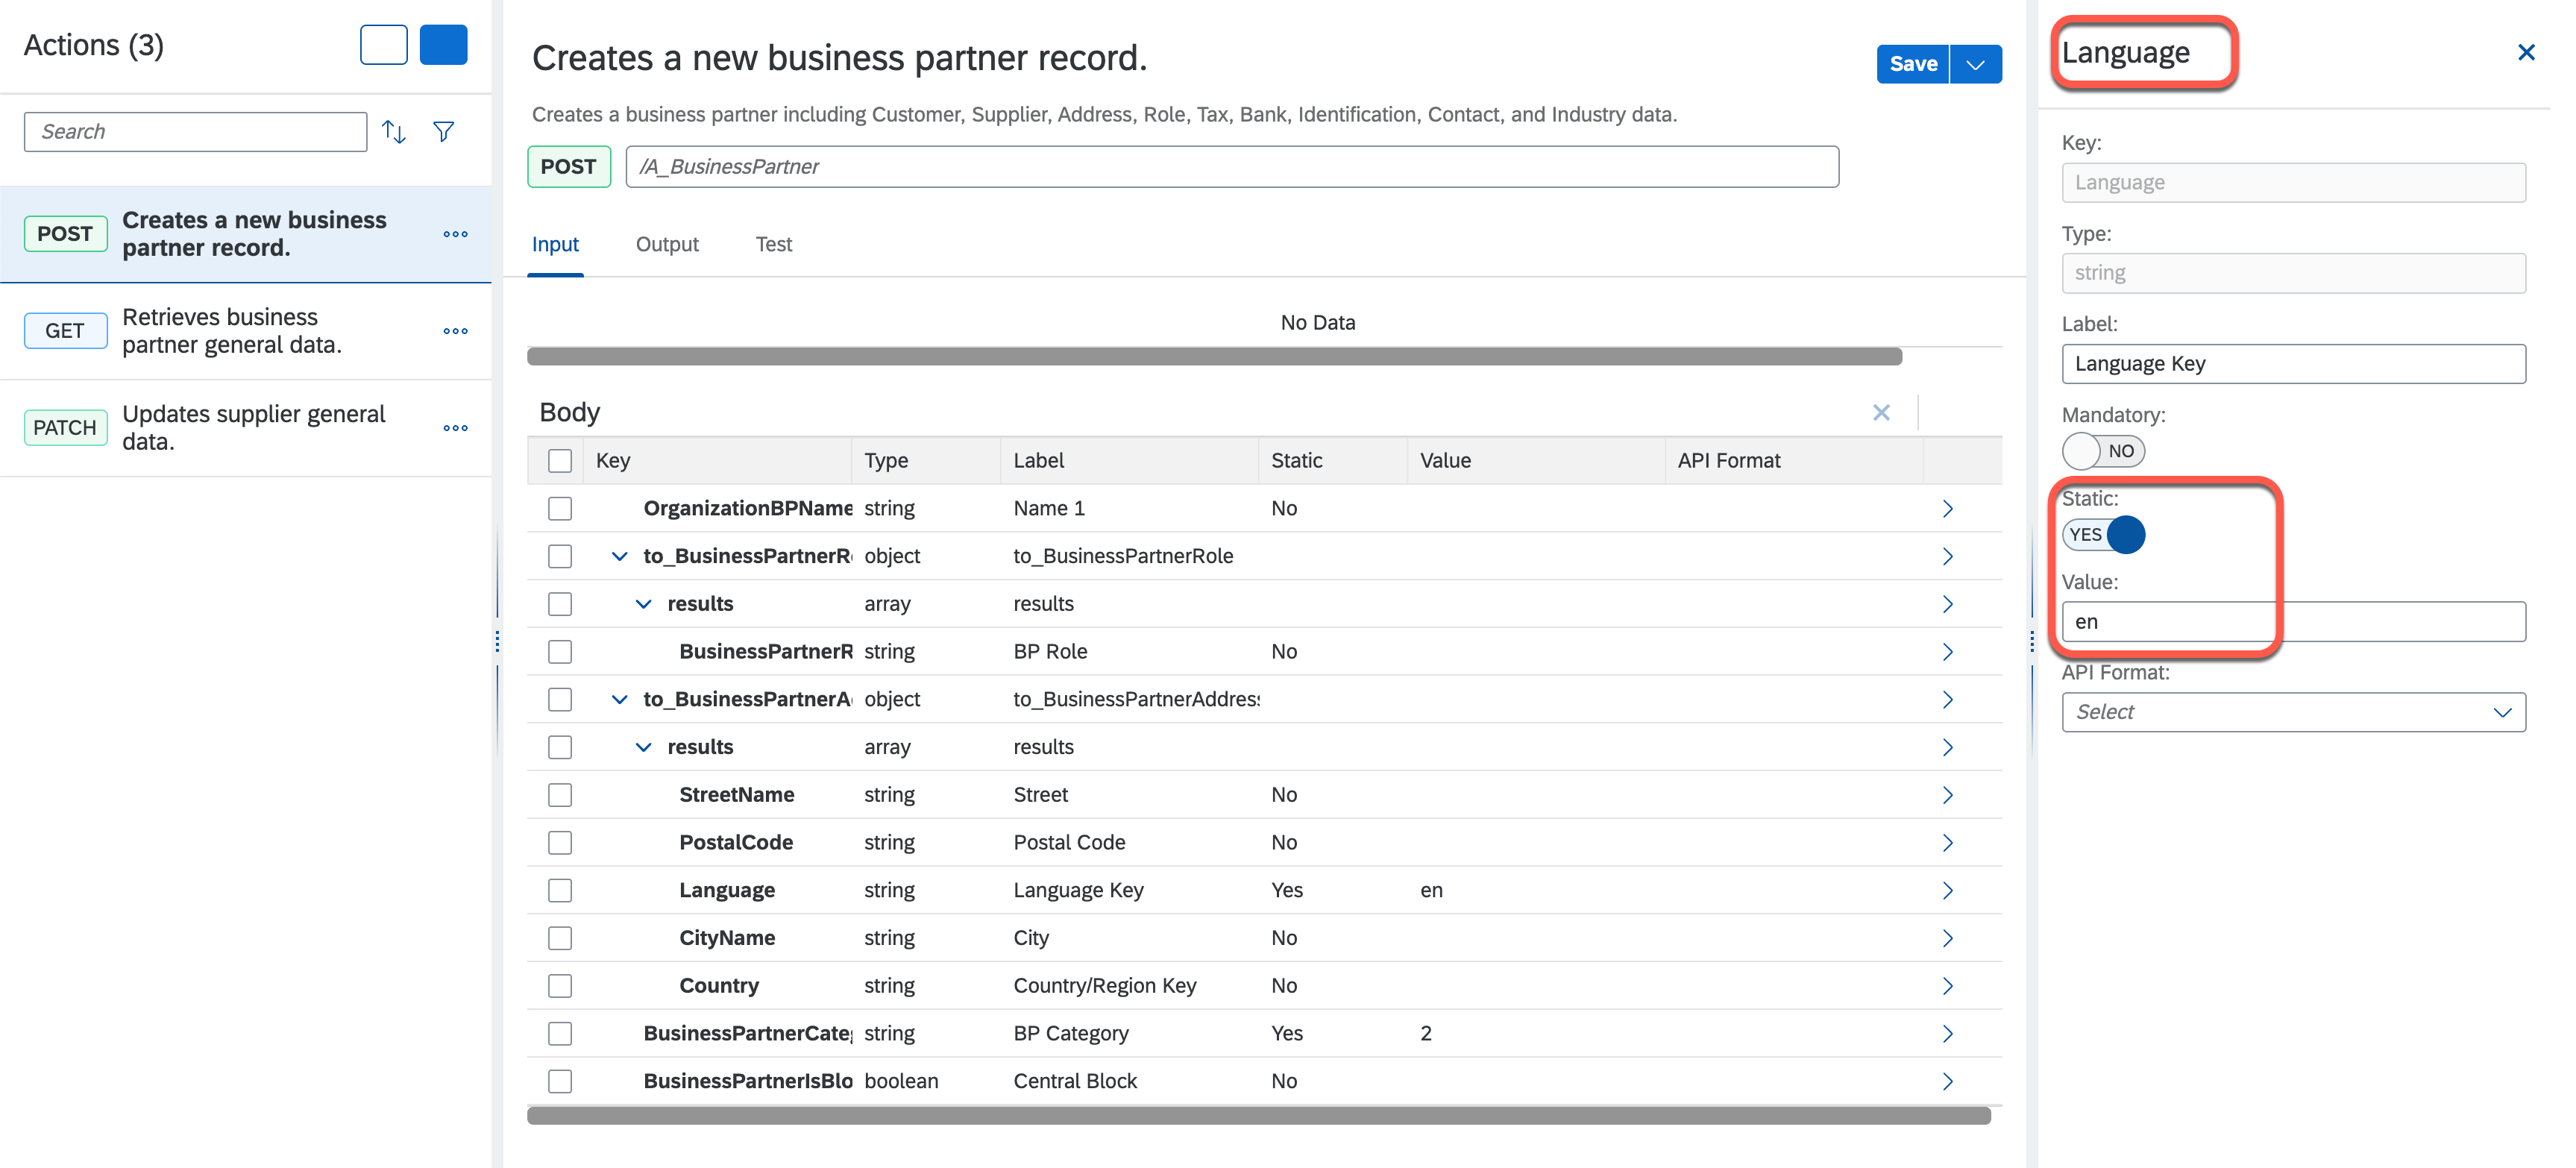 Actions (3)
Search
POST
Creates a new business
partner record.
GET
Retrieves business
partner general data.
PATCH
Updates supplier general
data.
Creates a new business partner record.
Save
Creates a business partner including Customer, Supplier, Address, Role, Tax, Bank, Identification, Contact, and Industry data.
POST /A_BusinessPartner
Input Output Test
No Data
Body
Key Type Label Static Value API Format
OrganizationBPName string Name 1 No
to_BusinessPartnerR object to_BusinessPartnerRole
results array results
BusinessPartnerR string BP Role No
to_BusinessPartnerA object to_BusinessPartnerAddres
results array results
StreetName string Street No
PostalCode string Postal Code No
Language string Language Key Yes en
CityName string City No
Country string Country/Region Key No
BusinessPartnerCate string BP Category Yes 2
BusinessPartnerIsBlo boolean Central Block No
Language
Key:
Language
Type:
string
Label:
Language Key
Mandatory:
NO
Static:
YES
Value:
en
API Format:
Select